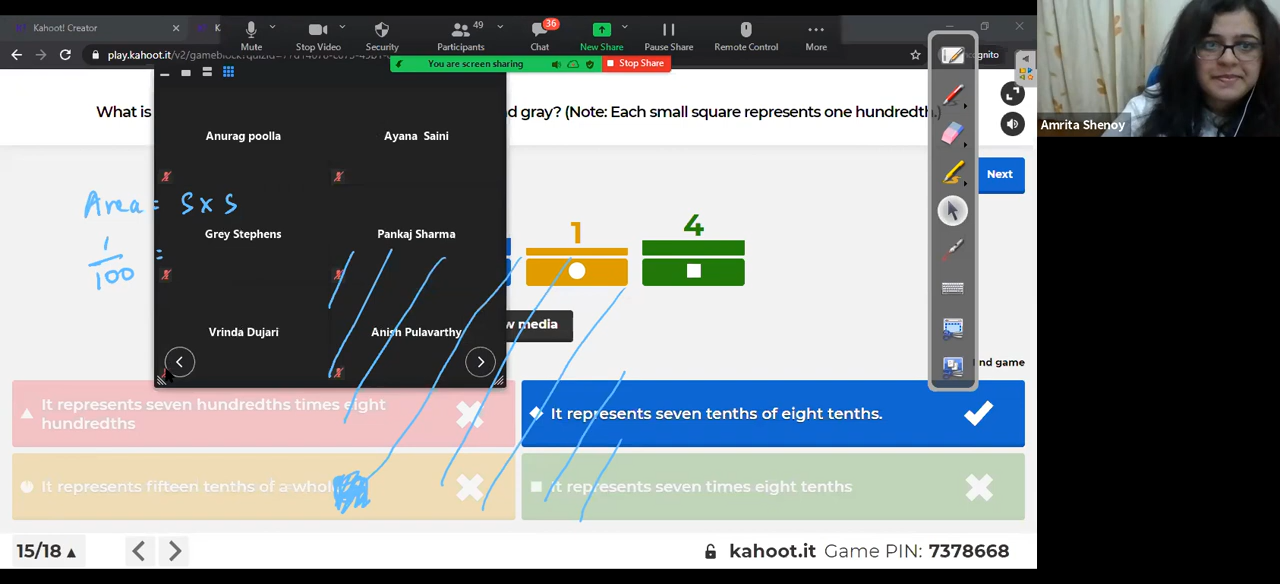 Kahoot! Creator
play.kahoot.it/v2/gameb
Mute
Stop Video
Security
49
Participants
36
Chat
New Share
Pause Share
Remote Control
More
You are screen sharing
Stop Share
What is
nd gray? (Note: Each small square represents one hundredth.)
Amrita Shenoy
Anurag poolla
Ayana Saini
Grey Stephens
Pankaj Sharma
Vrinda Dujari
Anish Pulavarthy
Area = S x S
1/100 =
1
4
Next
w media
nd game
It represents seven hundredths times eight
hundredths
It represents seven tenths of eight tenths.
It represents fifteen tenths of a whol
It represents seven times eight tenths
15/18
kahoot.it Game PIN: 7378668